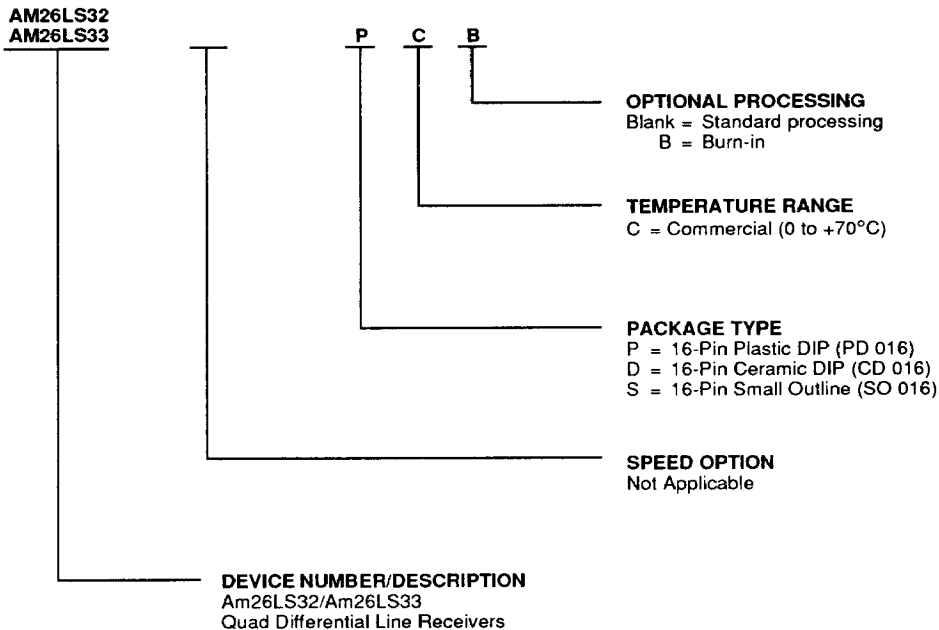 AM26LS32
AM26LS33
P C B
OPTIONAL PROCESSING
Blank = Standard processing
B = Burn-in
TEMPERATURE RANGE
C = Commercial (0 to +70°C)
PACKAGE TYPE
P = 16-Pin Plastic DIP (PD 016)
D = 16-Pin Ceramic DIP (CD 016)
S = 16-Pin Small Outline (SO 016)
SPEED OPTION
Not Applicable
DEVICE NUMBER/DESCRIPTION
Am26LS32/Am26LS33
Quad Differential Line Receivers